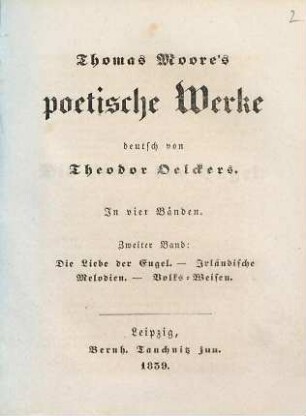 2
Thomas Moore's
poetische Werke
deutsch von
Theodor Oelckers.
In vier Bänden.
Zweiter Band:
Die Liebe der Engel. — Irländische
Melodien. — Volks-Weisen.
Leipzig,
Bernh. Tauchnitz jun.
1839.